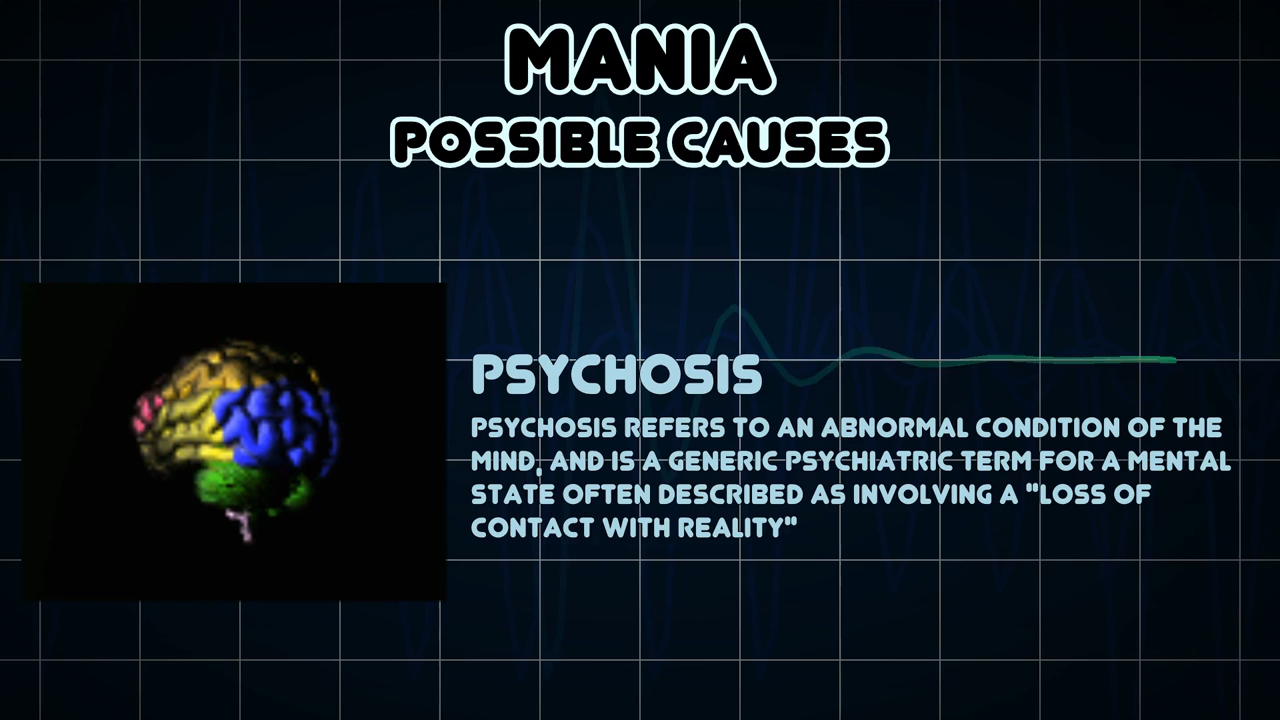 MANIA
POSSIBLE CAUSES
PSYCHOSIS
PSYCHOSIS REFERS TO AN ABNORMAL CONDITION OF THE
MIND, AND IS A GENERIC PSYCHIATRIC TERM FOR A MENTAL
STATE OFTEN DESCRIBED AS INVOLVING A "LOSS OF
CONTACT WITH REALITY"